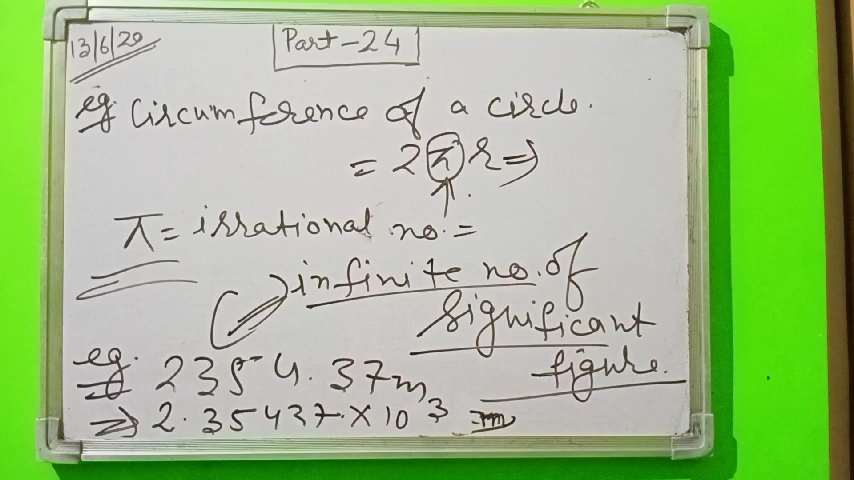 13/6/20
Part-24
eg. Circumference of a circle.
= 2πr ⇒
π = irrational no. =
infinite no. of
significant
figure.
eg. 2354.37m
⇒ 2.35437 × 10³ m